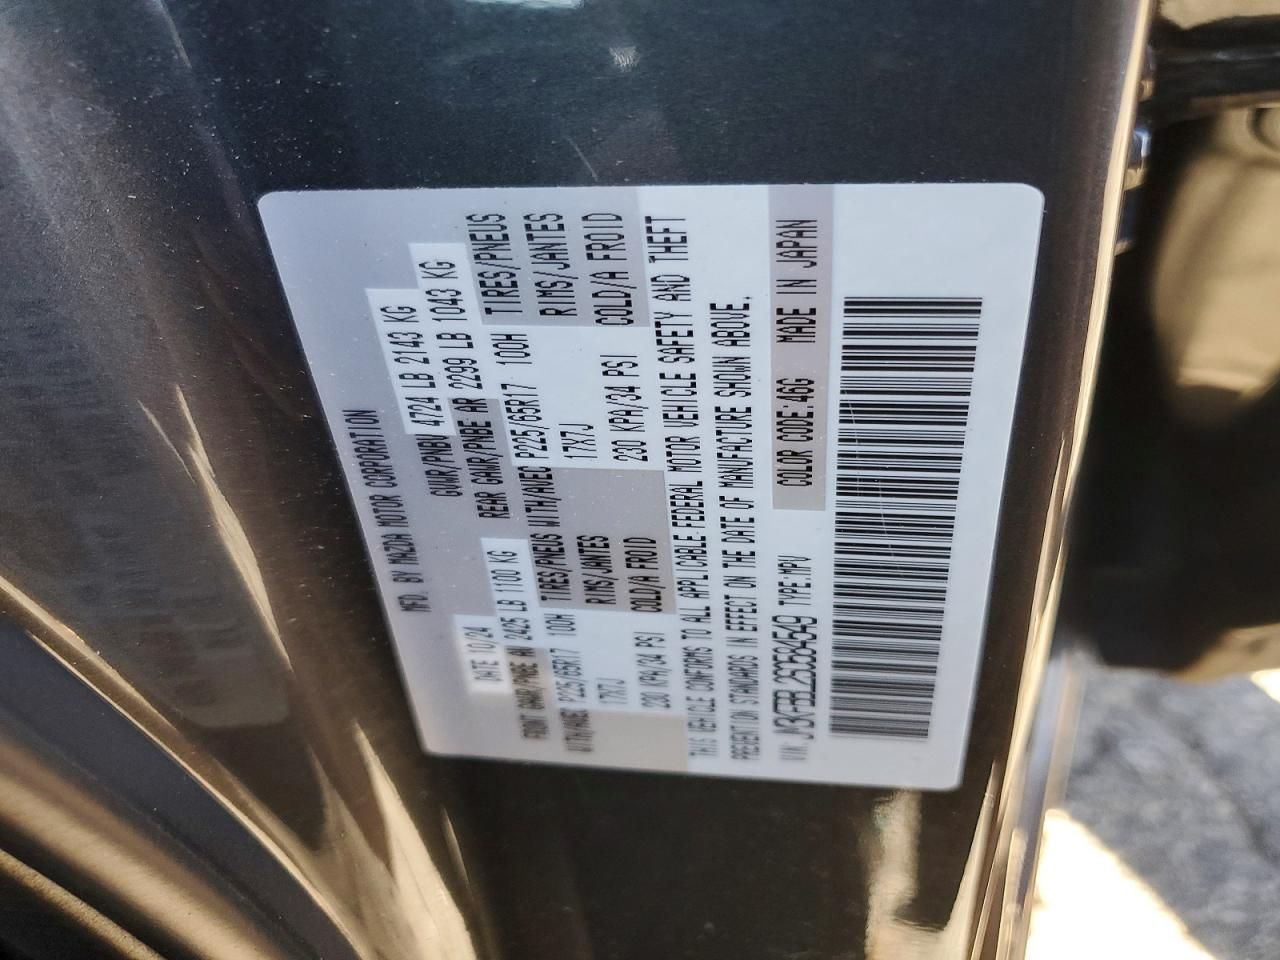 MFD. BY MAZDA MOTOR CORPORATION
DATE 10/24 GVWR/PNBV 4724 LB 2143 KG
FRONT GAWR/PNBE AV 2425 LB 1100 KG REAR GAWR/PNBE AR 2299 LB 1043 KG
WITH/AVEC P225/65R17 100H TIRES/PNEUS WITH/AVEC P225/65R17 100H TIRES/PNEUS
17X7J RIMS/JANTES 17X7J RIMS/JANTES
230 KPA/34 PSI COLD/A FROID 230 KPA/34 PSI COLD/A FROID
THIS VEHICLE CONFORMS TO ALL APPLICABLE FEDERAL MOTOR VEHICLE SAFETY AND THEFT
PREVENTION STANDARDS IN EFFECT ON THE DATE OF MANUFACTURE SHOWN ABOVE.
VIN: TYPE:MPV COLOR CODE:46G MADE IN JAPAN